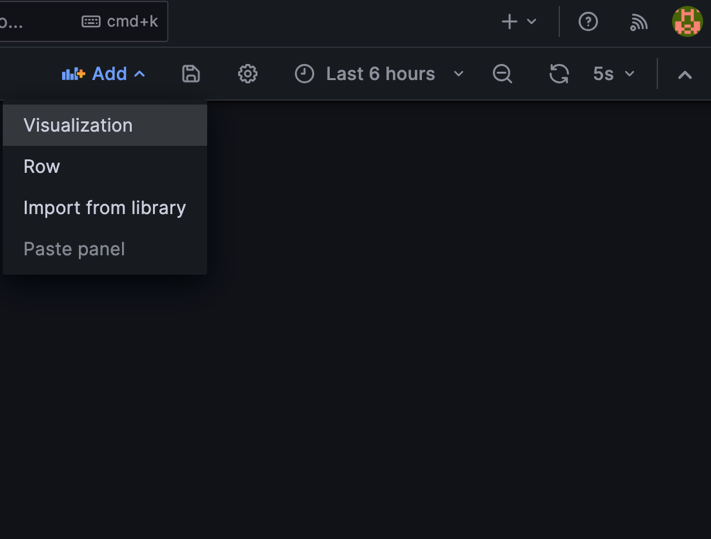 o... cmd+k
Add Last 6 hours 5s
Visualization
Row
Import from library
Paste panel